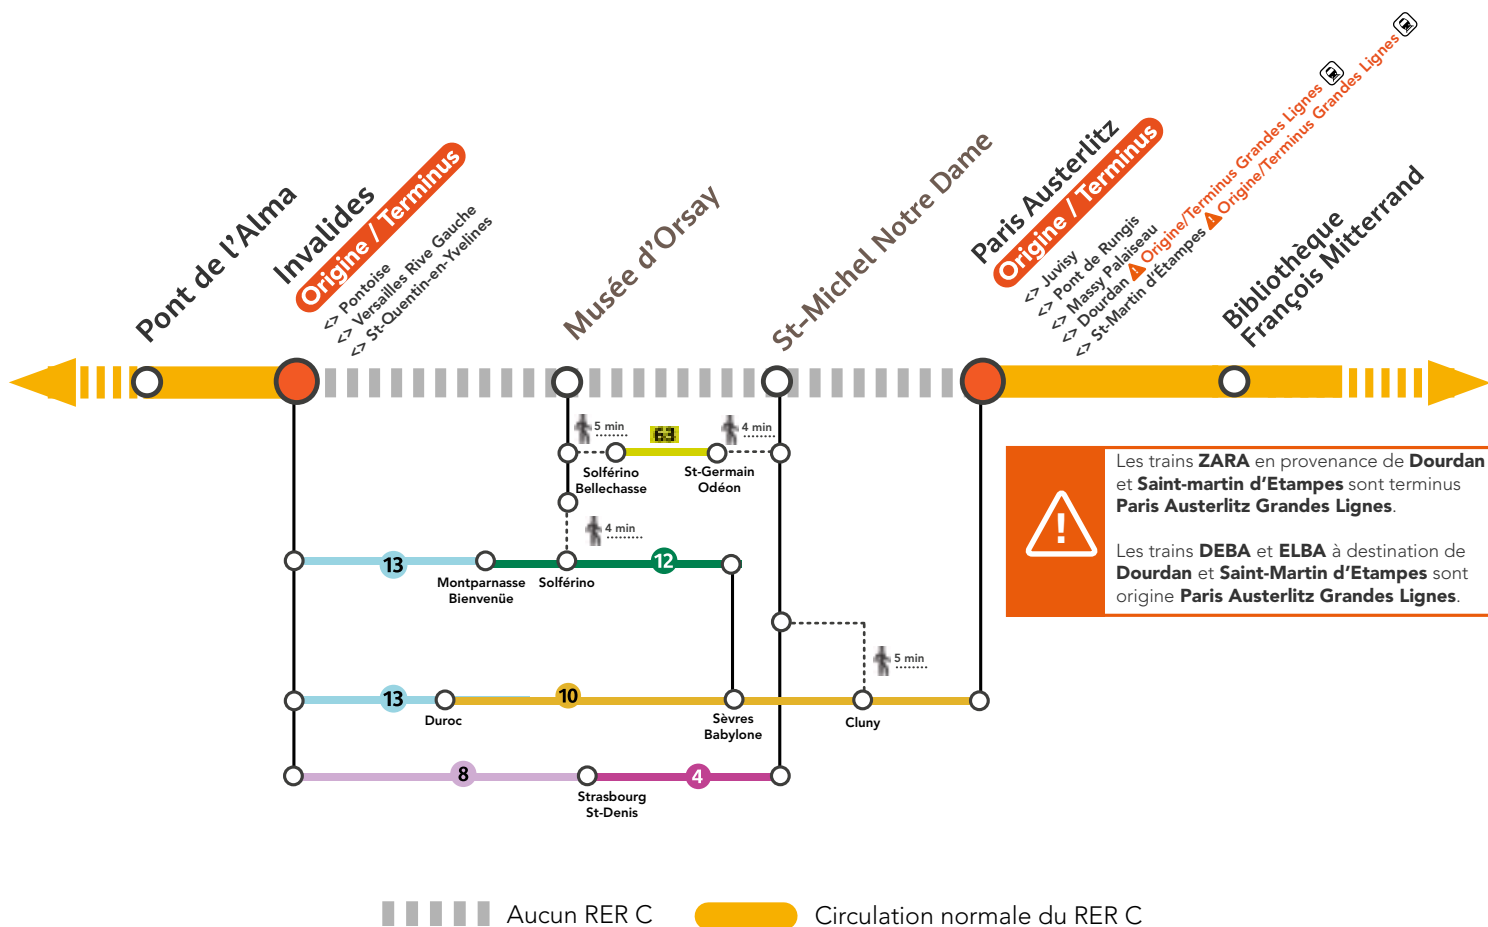 Pont de l'Alma
Invalides
Origine / Terminus
<> Pontoise
<> Versailles Rive Gauche
<> St-Quentin-en-Yvelines
Musée d'Orsay
St-Michel Notre Dame
Paris Austerlitz
Origine / Terminus
<> Juvisy
<> Pont de Rungis
<> Massy Palaiseau
<> Dourdan ⚠ Origine/Terminus Grandes Lignes
<> St-Martin d'Étampes ⚠ Origine/Terminus Grandes Lignes
Bibliothèque
François Mitterrand
5 min
63
4 min
Solférino
Bellechasse
St-Germain
Odéon
4 min
13
12
Montparnasse
Bienvenüe
Solférino
5 min
13
10
Duroc
Sèvres
Babylone
Cluny
8
4
Strasbourg
St-Denis
Les trains ZARA en provenance de Dourdan
et Saint-martin d'Etampes sont terminus
Paris Austerlitz Grandes Lignes.
Les trains DEBA et ELBA à destination de
Dourdan et Saint-Martin d'Etampes sont
origine Paris Austerlitz Grandes Lignes.
Aucun RER C
Circulation normale du RER C